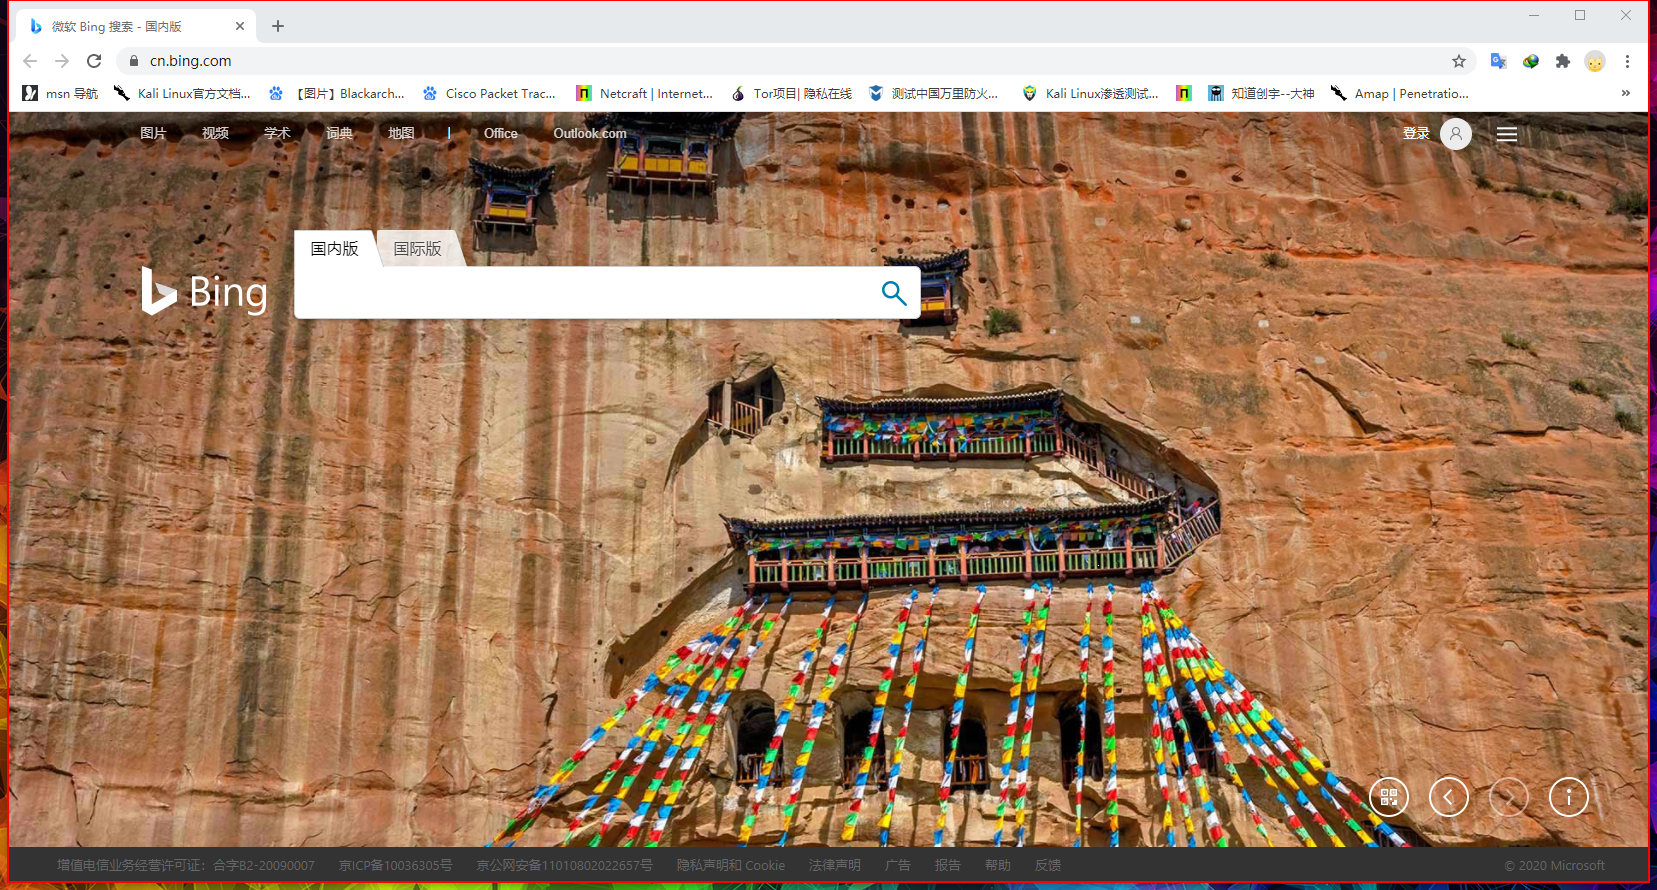 微软 Bing 搜索 - 国内版
cn.bing.com
msn 导航
Kali Linux官方文档...
【图片】Blackarch...
Cisco Packet Trac...
Netcraft | Internet...
Tor项目| 隐私在线
测试中国万里防火...
Kali Linux渗透测试...
知道创宇--大神
Amap | Penetratio...
»
图片 视频 学术 词典 地图 | Office Outlook.com
登录
国内版 国际版
Bing
增值电信业务经营许可证：合字B2-20090007 京ICP备10036305号 京公网安备11010802022657号 隐私声明和 Cookie 法律声明 广告 报告 帮助 反馈 © 2020 Microsoft